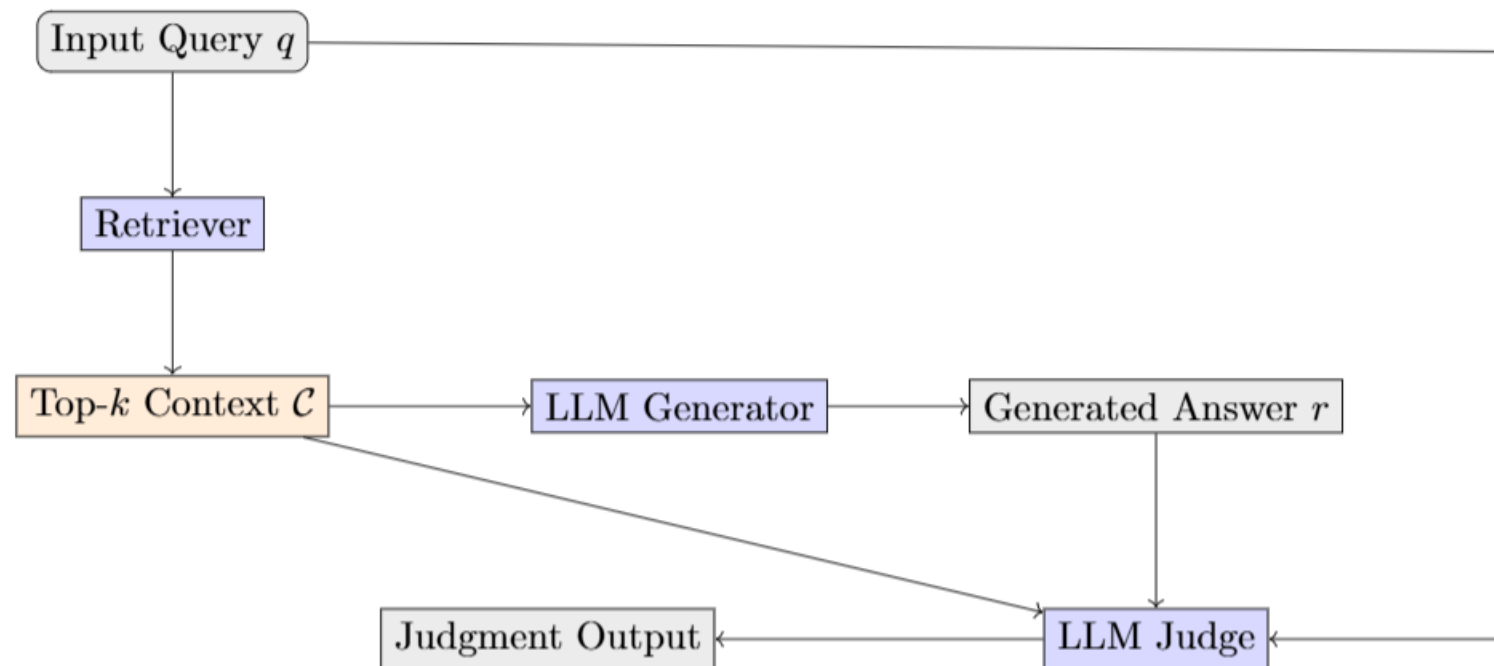 Input Query q
Retriever
Top-k Context 𝒞
LLM Generator
Generated Answer r
Judgment Output
LLM Judge